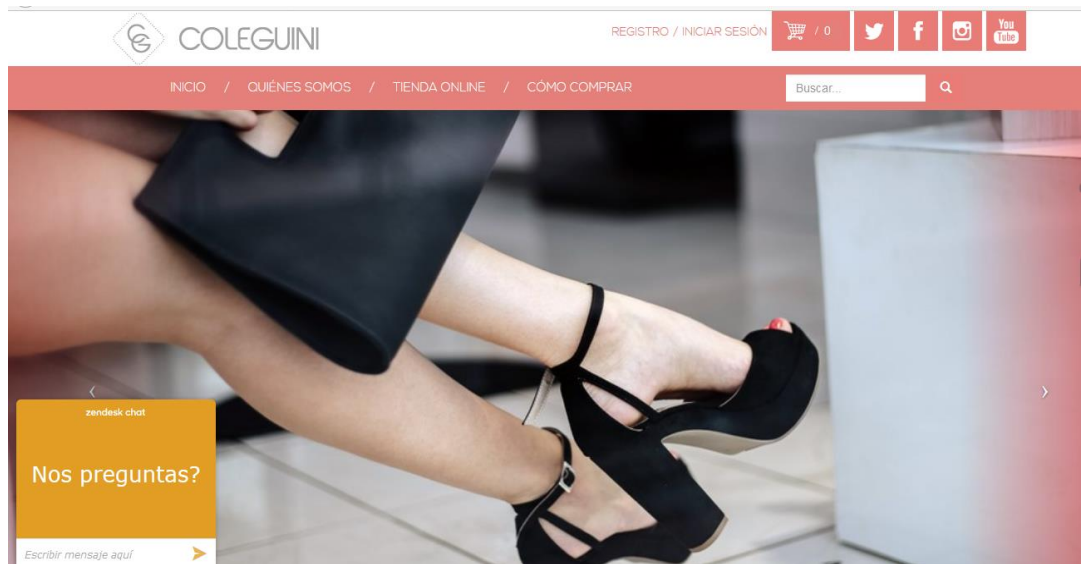 COLEGUINI
REGISTRO / INICIAR SESIÓN
/ 0
You
Tube
INICIO / QUIÉNES SOMOS / TIENDA ONLINE / CÓMO COMPRAR
Buscar...
zendesk chat
Nos preguntas?
Escribir mensaje aquí